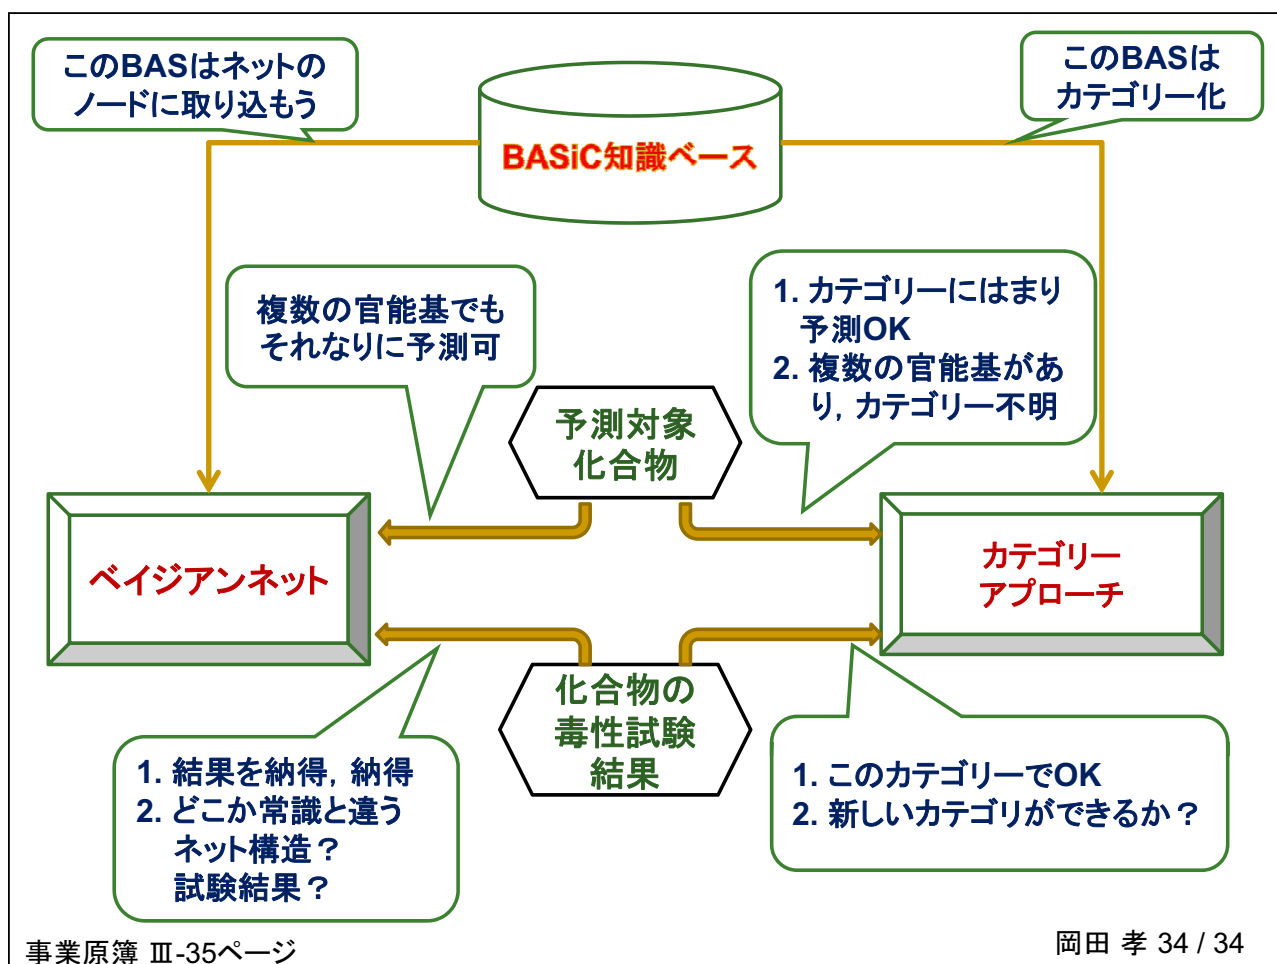 このBASはネットの
ノードに取り込もう
BASiC知識ベース
このBASは
カテゴリー化
複数の官能基でも
それなりに予測可
1. カテゴリーにはまり
予測OK
2. 複数の官能基があ
り, カテゴリー不明
予測対象
化合物
ベイジアンネット
カテゴリー
アプローチ
化合物の
毒性試験
結果
1. 結果を納得, 納得
2. どこか常識と違う
ネット構造？
試験結果？
1. このカテゴリーでOK
2. 新しいカテゴリができるか？
事業原簿 Ⅲ-35ページ
岡田 孝 34 / 34